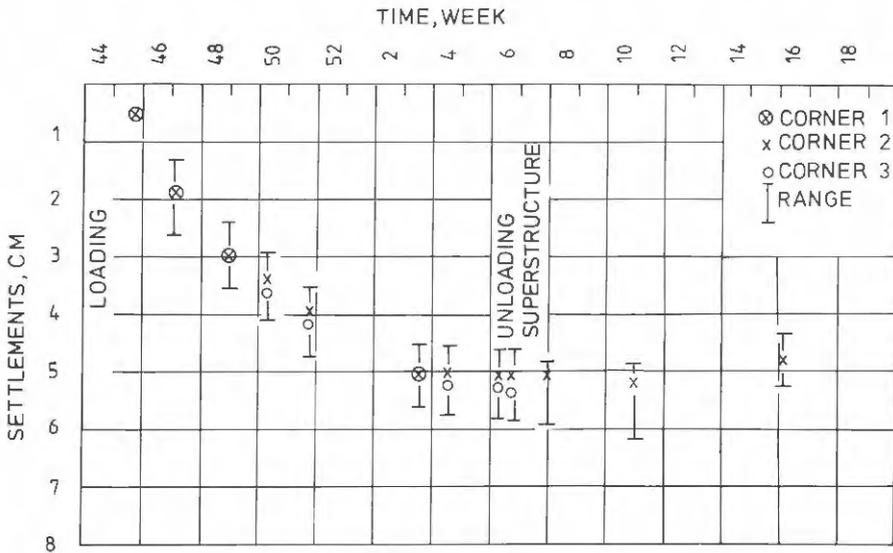 TIME, WEEK
44 46 48 50 52 2 4 6 8 10 12 14 16 18
⊗ CORNER 1
x CORNER 2
o CORNER 3
RANGE
LOADING
UNLOADING
SUPERSTRUCTURE
SETTLEMENTS, CM
1
2
3
4
5
6
7
8